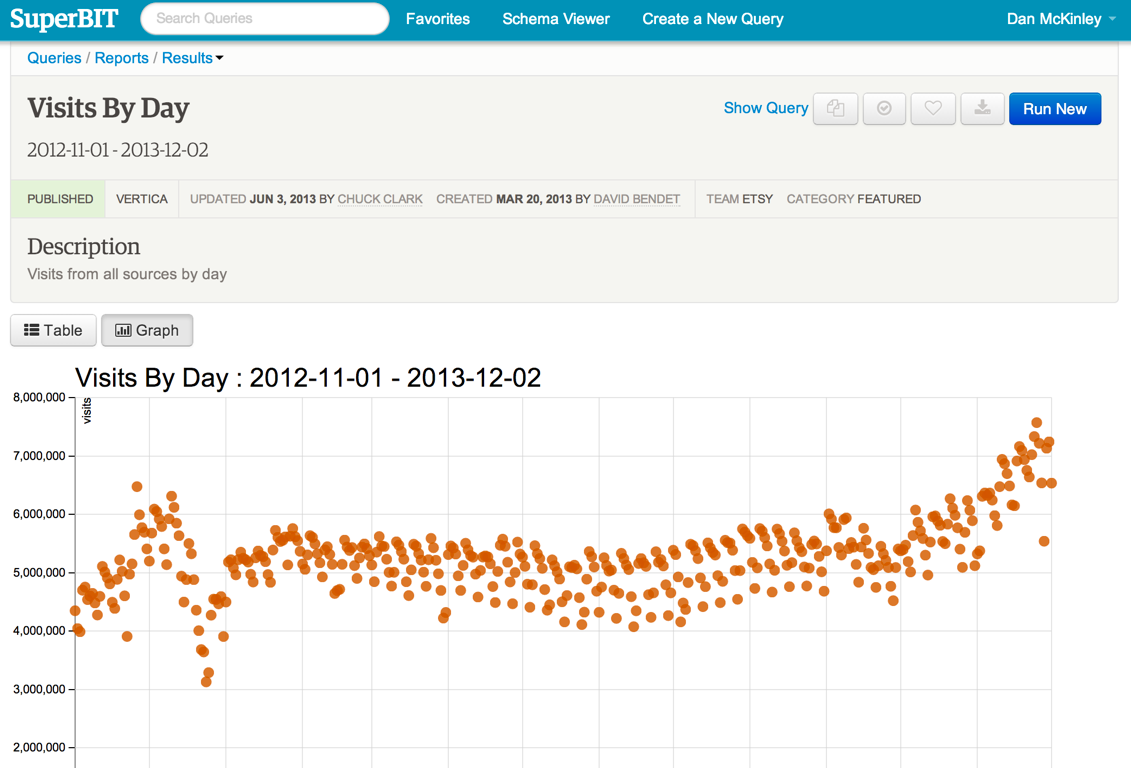 SuperBIT Search Queries Favorites Schema Viewer Create a New Query Dan McKinley
Queries / Reports / Results
Visits By Day
Show Query Run New
2012-11-01 - 2013-12-02
PUBLISHED VERTICA UPDATED JUN 3, 2013 BY CHUCK CLARK CREATED MAR 20, 2013 BY DAVID BENDET TEAM ETSY CATEGORY FEATURED
Description
Visits from all sources by day
Table Graph
Visits By Day : 2012-11-01 - 2013-12-02
8,000,000
visits
7,000,000
6,000,000
5,000,000
4,000,000
3,000,000
2,000,000